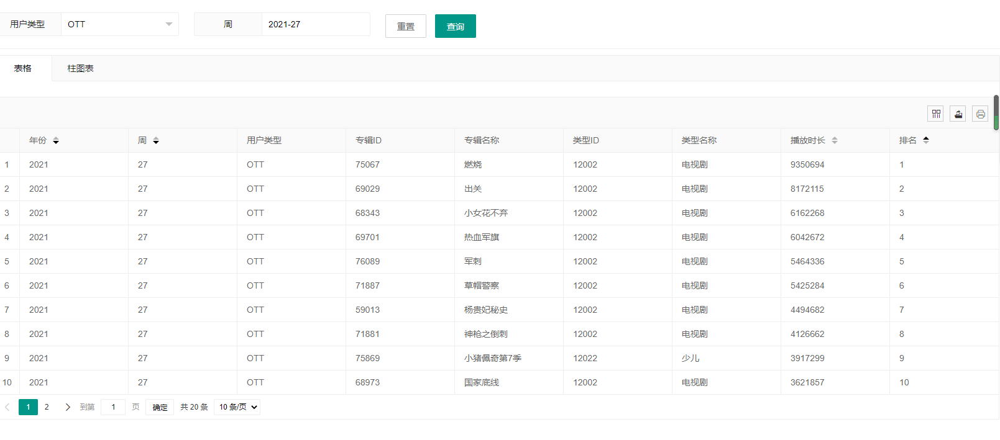 用户类型 OTT 周 2021-27 重置 查询
表格 柱图表
年份 周 用户类型 专辑ID 专辑名称 类型ID 类型名称 播放时长 排名
1 2021 27 OTT 75067 燃烧 12002 电视剧 9350694 1
2 2021 27 OTT 69029 出关 12002 电视剧 8172115 2
3 2021 27 OTT 68343 小女花不弃 12002 电视剧 6162268 3
4 2021 27 OTT 69701 热血军旗 12002 电视剧 6042672 4
5 2021 27 OTT 76089 军刺 12002 电视剧 5464336 5
6 2021 27 OTT 71887 草帽警察 12002 电视剧 5425284 6
7 2021 27 OTT 59013 杨贵妃秘史 12002 电视剧 4494682 7
8 2021 27 OTT 71881 神枪之倒刺 12002 电视剧 4126662 8
9 2021 27 OTT 75869 小猪佩奇第7季 12022 少儿 3917299 9
10 2021 27 OTT 68973 国家底线 12002 电视剧 3621857 10
1 2 到第 1 页 确定 共 20 条 10 条/页